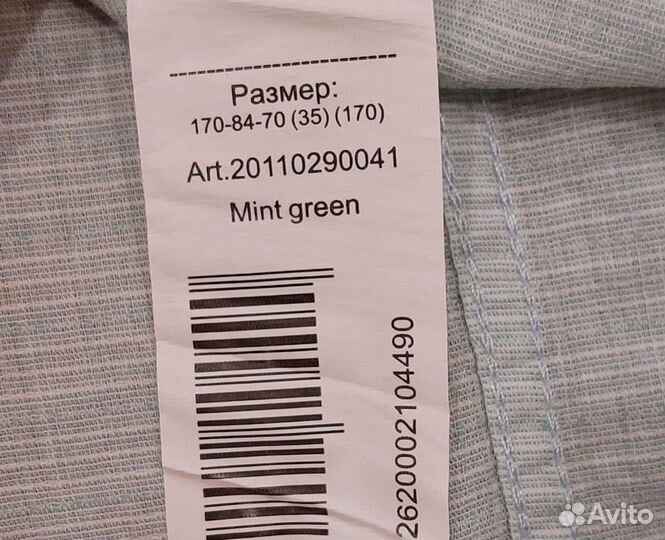 Размер:
170-84-70 (35) (170)
Art.20110290041
Mint green
2620002104490
Avito